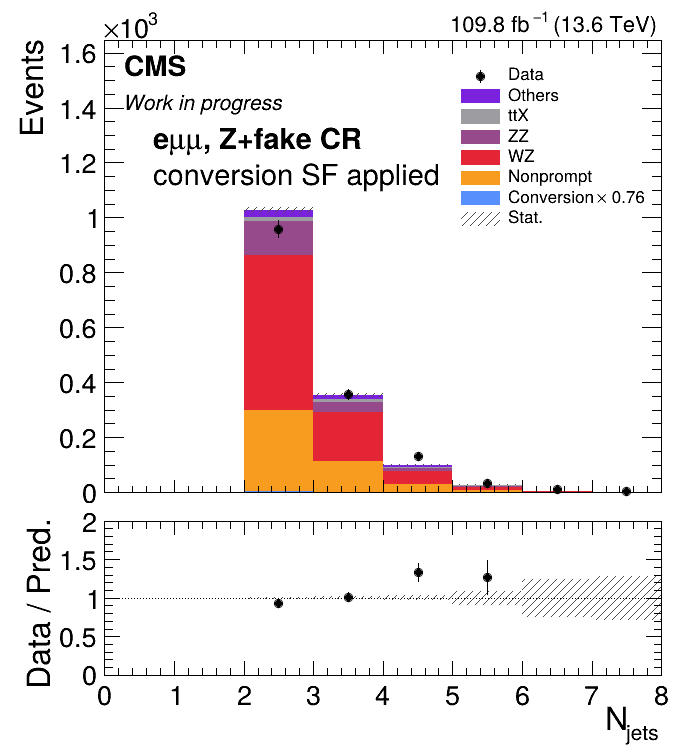 ×10³
109.8 fb⁻¹ (13.6 TeV)
Events
1.6
1.4
1.2
1
0.8
0.6
0.4
0.2
0
CMS
Work in progress
eμμ, Z+fake CR
conversion SF applied
Data
Others
ttX
ZZ
WZ
Nonprompt
Conversion × 0.76
Stat.
Data / Pred.
2
1.5
1
0.5
0
0 1 2 3 4 5 6 7 8
N_jets